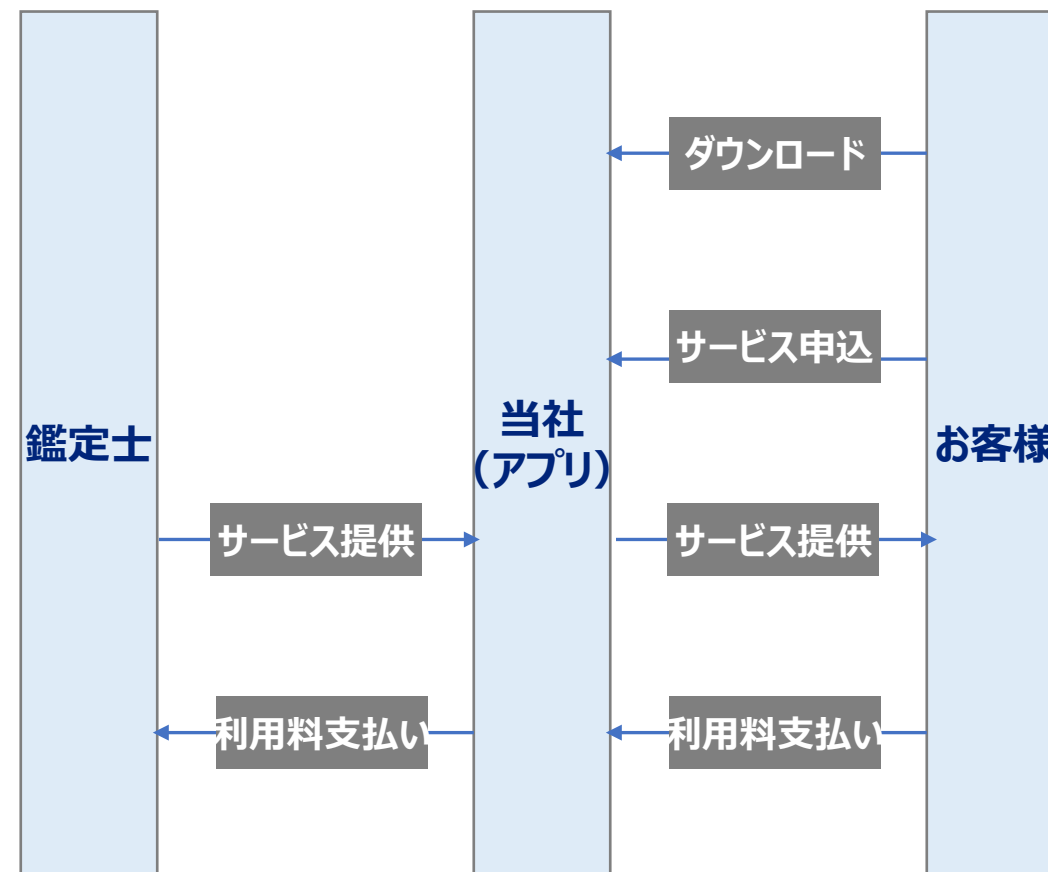 ダウンロード
サービス申込
鑑定士
当社
（アプリ）
お客様
サービス提供
サービス提供
利用料支払い
利用料支払い